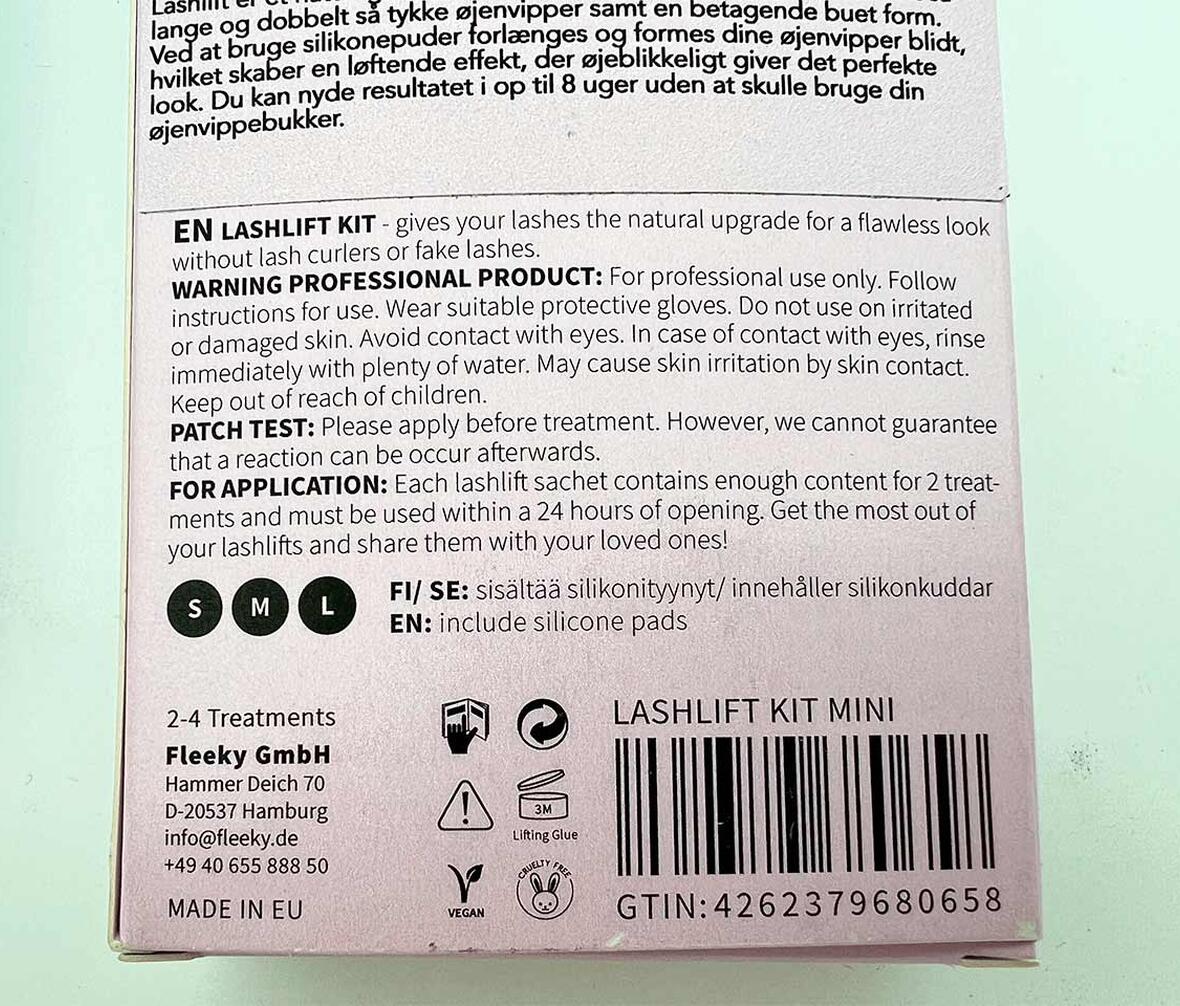 Lashlift er et
lange og dobbelt så tykke øjenvipper samt en betagende buet form.
Ved at bruge silikonepuder forlænges og formes dine øjenvipper blidt,
hvilket skaber en løftende effekt, der øjeblikkeligt giver det perfekte
look. Du kan nyde resultatet i op til 8 uger uden at skulle bruge din
øjenvippebukker.
EN LASHLIFT KIT - gives your lashes the natural upgrade for a flawless look
without lash curlers or fake lashes.
WARNING PROFESSIONAL PRODUCT: For professional use only. Follow
instructions for use. Wear suitable protective gloves. Do not use on irritated
or damaged skin. Avoid contact with eyes. In case of contact with eyes, rinse
immediately with plenty of water. May cause skin irritation by skin contact.
Keep out of reach of children.
PATCH TEST: Please apply before treatment. However, we cannot guarantee
that a reaction can be occur afterwards.
FOR APPLICATION: Each lashlift sachet contains enough content for 2 treat-
ments and must be used within a 24 hours of opening. Get the most out of
your lashlifts and share them with your loved ones!
S M L
FI/ SE: sisältää silikonityynyt/ innehåller silikonkuddar
EN: include silicone pads
2-4 Treatments
Fleeky GmbH
Hammer Deich 70
D-20537 Hamburg
info@fleeky.de
+49 40 655 888 50
MADE IN EU
3M
Lifting Glue
VEGAN
CRUELTY FREE
LASHLIFT KIT MINI
GTIN: 4262379680658